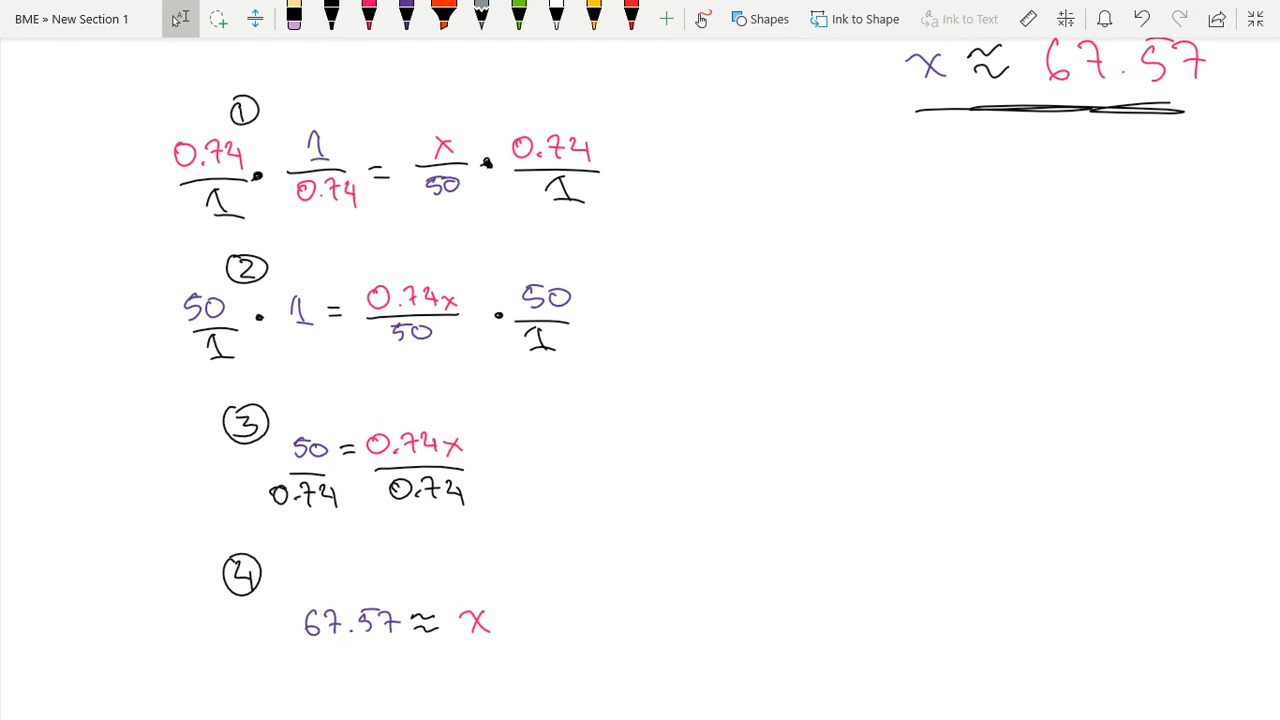 BME » New Section 1
Shapes
Ink to Shape
Ink to Text
x ≈ 67.57
①
0.74/1 · 1/0.74 = x/50 · 0.74/1
②
50/1 · 1 = 0.74x/50 · 50/1
③
50/0.74 = 0.74x/0.74
④
67.57 ≈ x